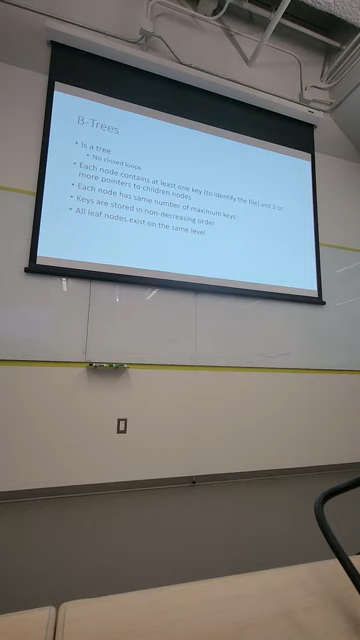 B-Trees
• Is a tree
• No closed loops
• Each node contains at least one key (to identify the file) and 2 or
more pointers to children nodes
• Each node has same number of maximum keys
• Keys are stored in non-decreasing order
• All leaf nodes exist on the same level